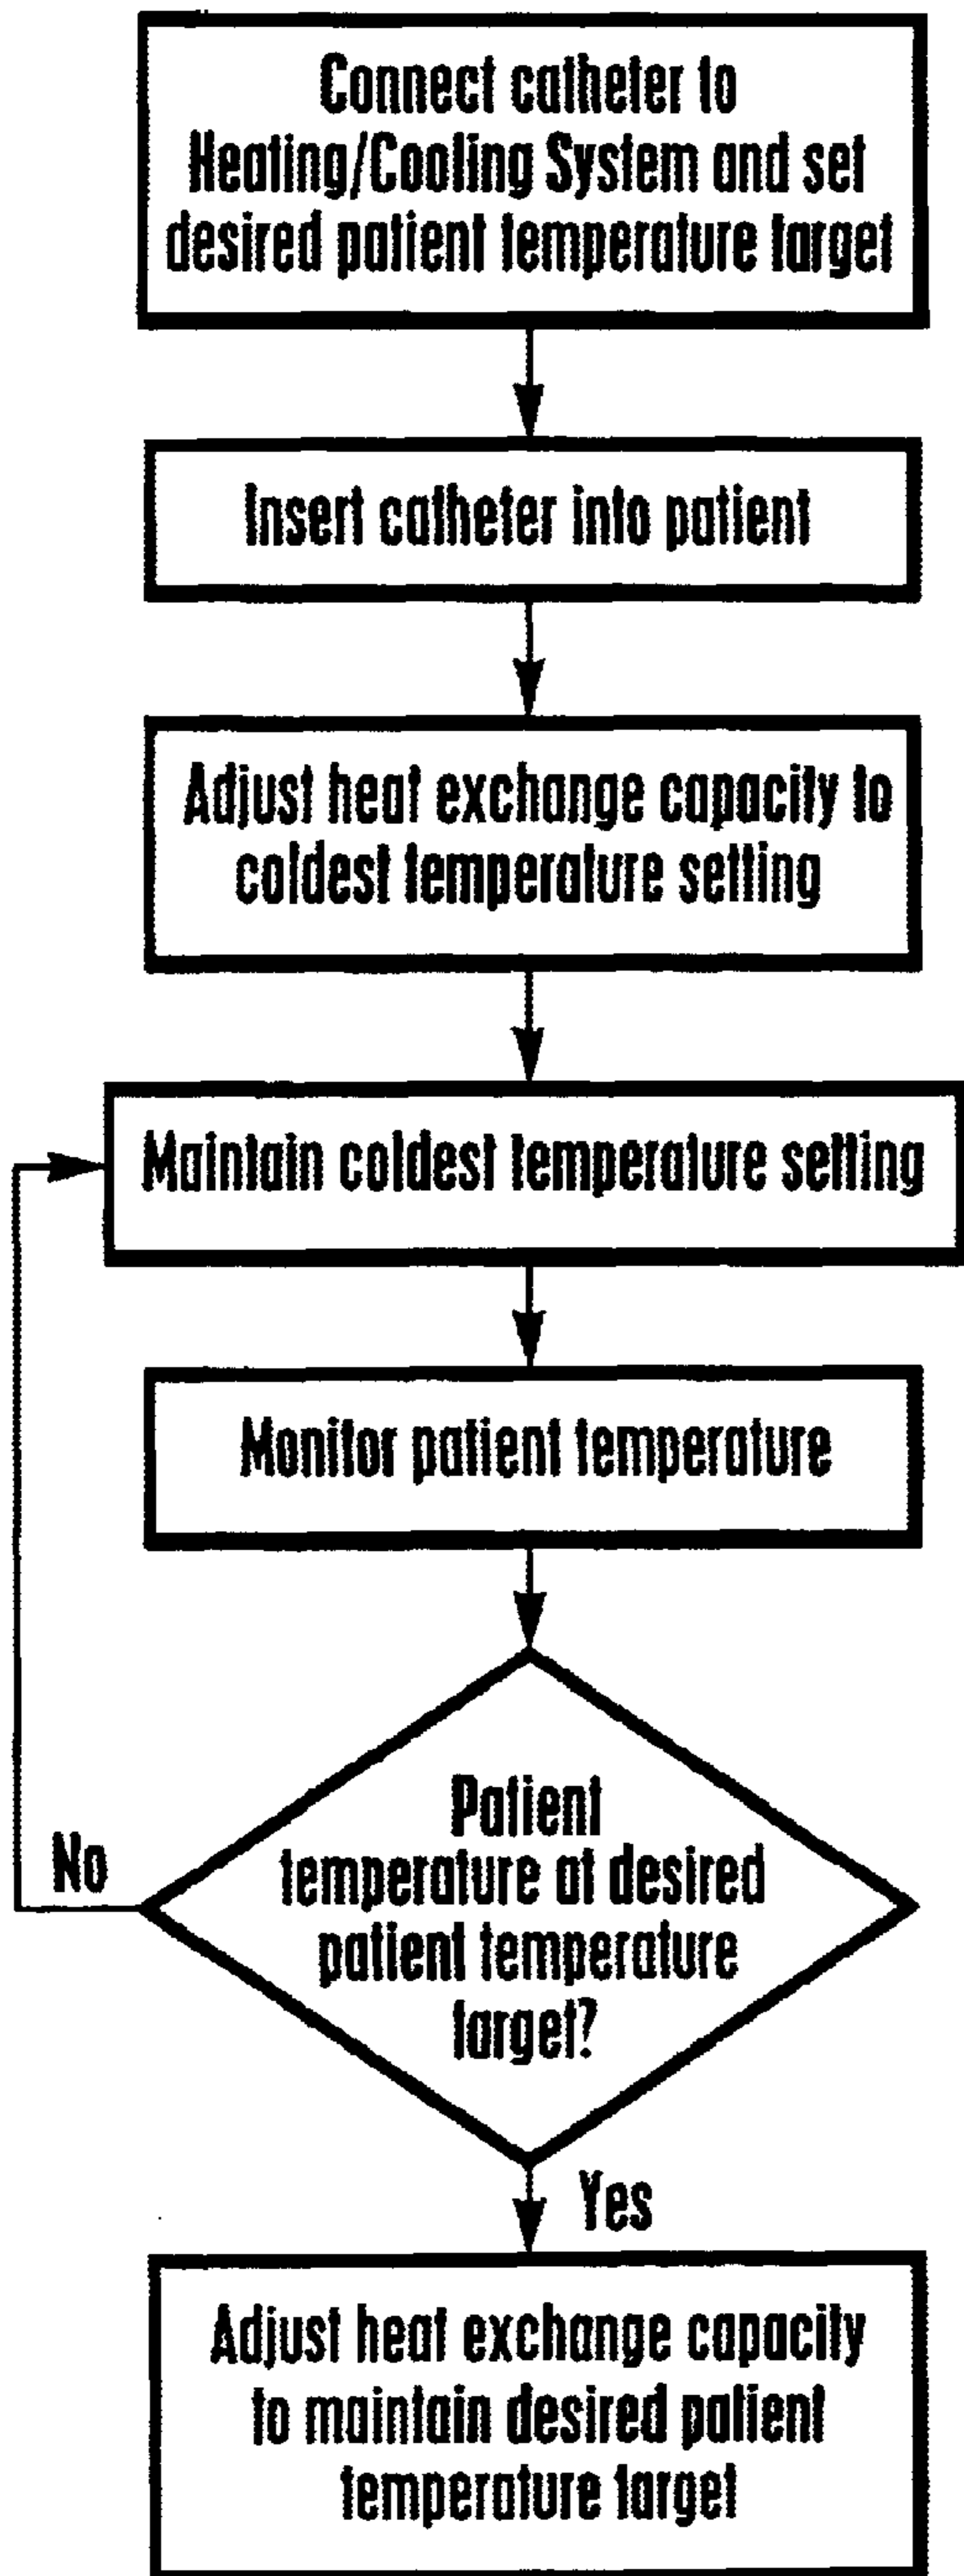 Connect catheter to
Heating/Cooling System and set
desired patient temperature target
Insert catheter into patient
Adjust heat exchange capacity to
coldest temperature setting
Maintain coldest temperature setting
Monitor patient temperature
Patient
temperature at desired
patient temperature
target?
No
Yes
Adjust heat exchange capacity
to maintain desired patient
temperature target